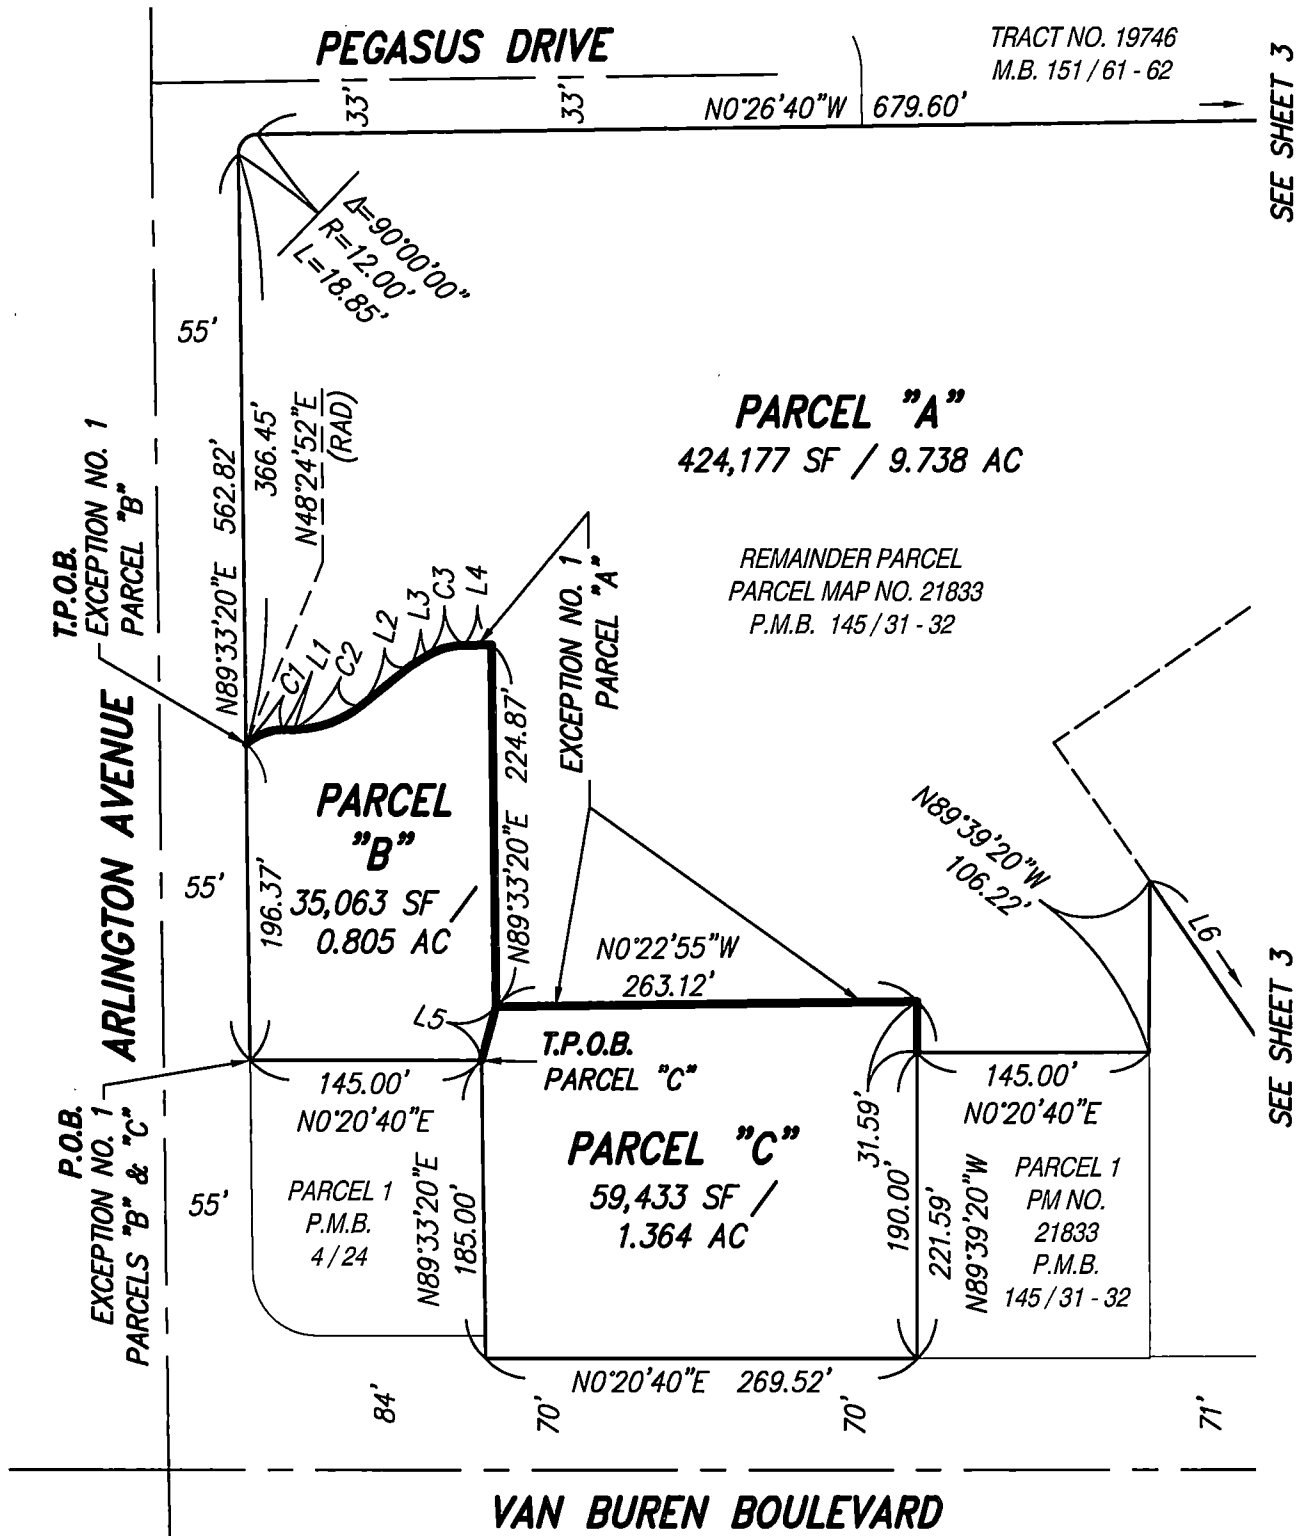 PEGASUS DRIVE
TRACT NO. 19746
M.B. 151 / 61 - 62
33'
33'
N0°26'40"W 679.60'
SEE SHEET 3
Δ=90°00'00"
R=12.00'
L=18.85'
55'
N89°33'20"E 562.82'
366.45'
N48°24'52"E
(RAD)
PARCEL "A"
424,177 SF / 9.738 AC
REMAINDER PARCEL
PARCEL MAP NO. 21833
P.M.B. 145 / 31 - 32
T.P.O.B.
EXCEPTION NO. 1
PARCEL "B"
C1
L1
C2
L2
L3
C3
L4
EXCEPTION NO. 1
PARCEL "A"
ARLINGTON AVENUE
55'
196.37'
PARCEL
"B"
35,063 SF /
0.805 AC
N89°33'20"E 224.87'
N0°22'55"W
263.12'
N89°39'20"W
106.22'
L6
SEE SHEET 3
L5
T.P.O.B.
PARCEL "C"
145.00'
N0°20'40"E
145.00'
N0°20'40"E
P.O.B.
EXCEPTION NO. 1
PARCELS "B" & "C"
55'
PARCEL 1
P.M.B.
4 / 24
N89°33'20"E
185.00'
PARCEL "C"
59,433 SF /
1.364 AC
31.59'
190.00'
221.59'
N89°39'20"W
PARCEL 1
PM NO.
21833
P.M.B.
145 / 31 - 32
N0°20'40"E 269.52'
84'
70'
70'
71'
VAN BUREN BOULEVARD